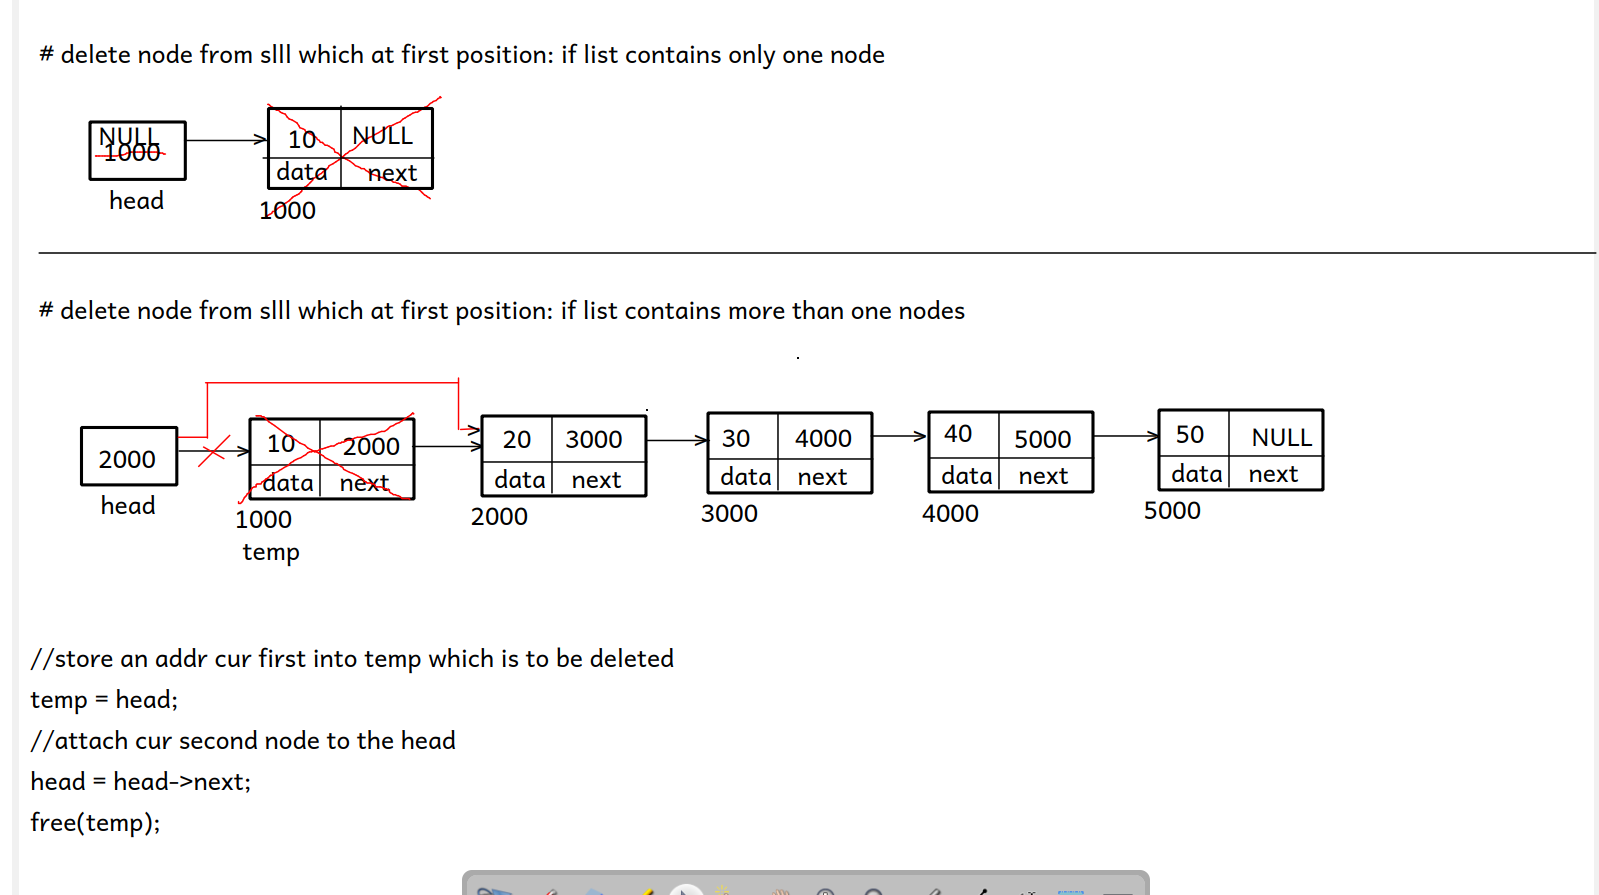 # delete node from slll which at first position: if list contains only one node
NULL
1000
10 NULL
data next
head
1000
# delete node from slll which at first position: if list contains more than one nodes
2000
head
10 2000
data next
1000
temp
20 3000
data next
2000
30 4000
data next
3000
40 5000
data next
4000
50 NULL
data next
5000
//store an addr cur first into temp which is to be deleted
temp = head;
//attach cur second node to the head
head = head->next;
free(temp);